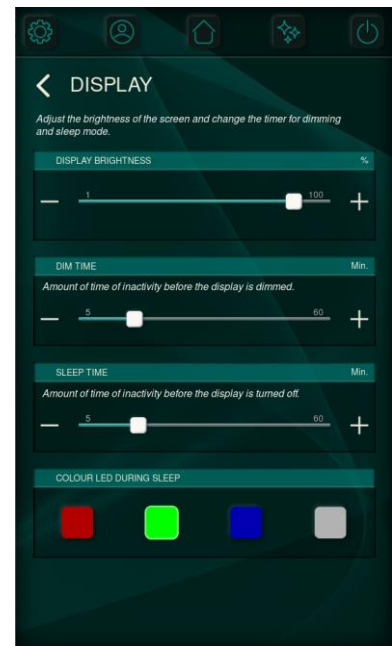 DISPLAY
Adjust the brightness of the screen and change the timer for dimming
and sleep mode.
DISPLAY BRIGHTNESS %
1 100
DIM TIME Min.
Amount of time of inactivity before the display is dimmed.
5 60
SLEEP TIME Min.
Amount of time of inactivity before the display is turned off.
5 60
COLOUR LED DURING SLEEP